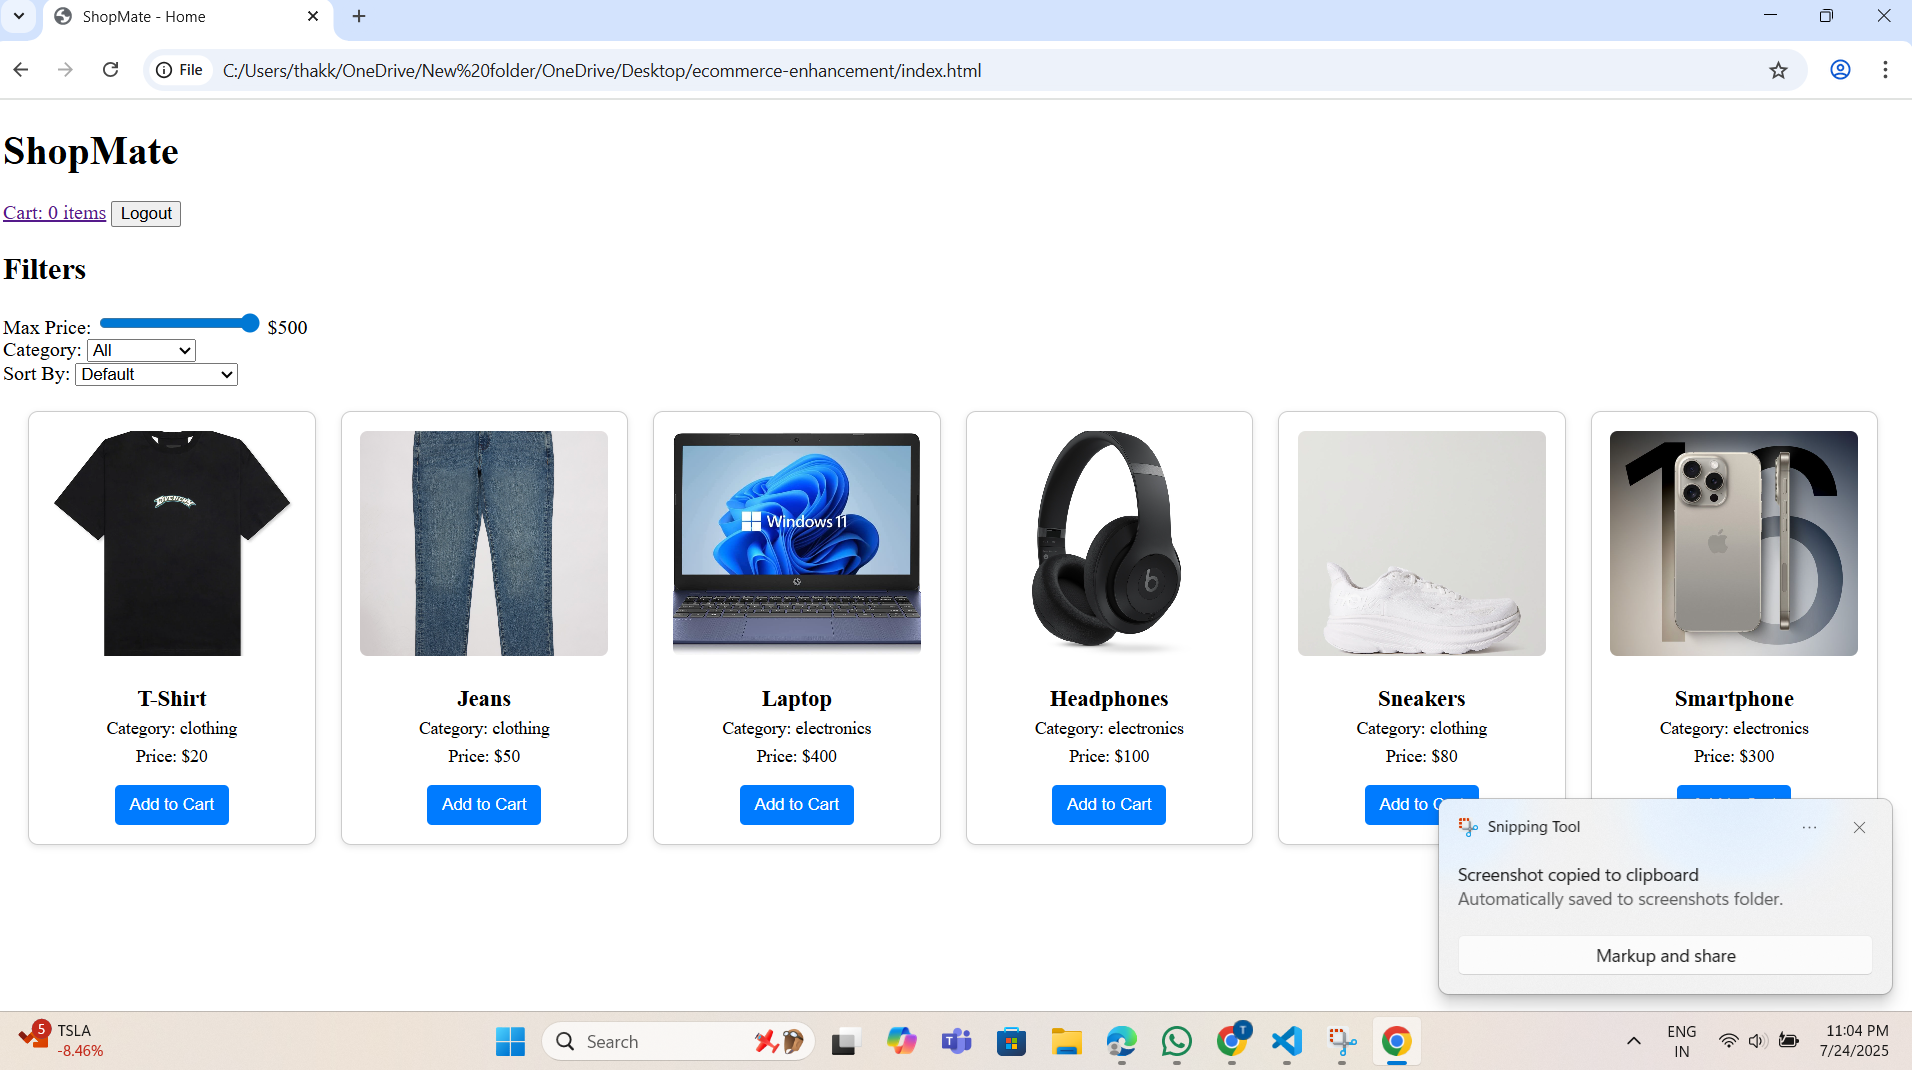 ShopMate - Home
File
C:/Users/thakk/OneDrive/New%20folder/OneDrive/Desktop/ecommerce-enhancement/index.html
ShopMate
Cart: 0 items Logout
Filters
Max Price: $500
Category: All
Sort By: Default
Windows 11
16
T-Shirt
Category: clothing
Price: $20
Add to Cart
Jeans
Category: clothing
Price: $50
Add to Cart
Laptop
Category: electronics
Price: $400
Add to Cart
Headphones
Category: electronics
Price: $100
Add to Cart
Sneakers
Category: clothing
Price: $80
Add to
Smartphone
Category: electronics
Price: $300
Snipping Tool
Screenshot copied to clipboard
Automatically saved to screenshots folder.
Markup and share
5
TSLA
-8.46%
Search
T
ENG
IN
11:04 PM
7/24/2025